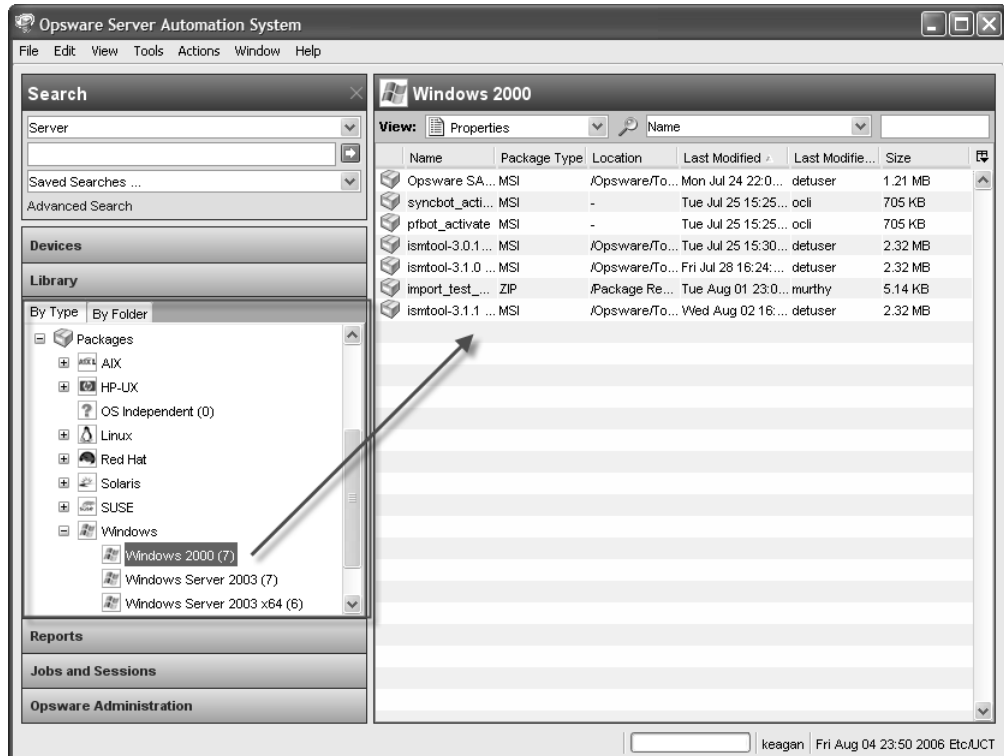 Opsware Server Automation System
File Edit View Tools Actions Window Help
Search
Server
Saved Searches ...
Advanced Search
Devices
Library
By Type By Folder
Packages
AIX
HP-UX
OS Independent (0)
Linux
Red Hat
Solaris
SUSE
Windows
Windows 2000 (7)
Windows Server 2003 (7)
Windows Server 2003 x64 (6)
Reports
Jobs and Sessions
Opsware Administration
Windows 2000
View: Properties Name
Name Package Type Location Last Modified Last Modifie... Size
Opsware SA... MSI /Opsware/To... Mon Jul 24 22:0... detuser 1.21 MB
syncbot_acti... MSI - Tue Jul 25 15:25... ocli 705 KB
pfbot_activate MSI - Tue Jul 25 15:25... ocli 705 KB
ismtool-3.0.1... MSI /Opsware/To... Tue Jul 25 15:30... detuser 2.32 MB
ismtool-3.1.0 ... MSI /Opsware/To... Fri Jul 28 16:24:... detuser 2.32 MB
import_test_... ZIP /Package Re... Tue Aug 01 23:0... murthy 5.14 KB
ismtool-3.1.1 ... MSI /Opsware/To... Wed Aug 02 16:... detuser 2.32 MB
keagan Fri Aug 04 23:50 2006 Etc/UCT